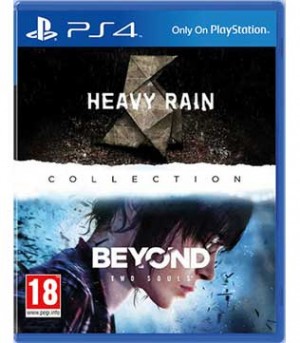 PS4
Only On PlayStation®
HEAVY RAIN
COLLECTION
BEYOND
TWO SOULS
18
www.pegi.info